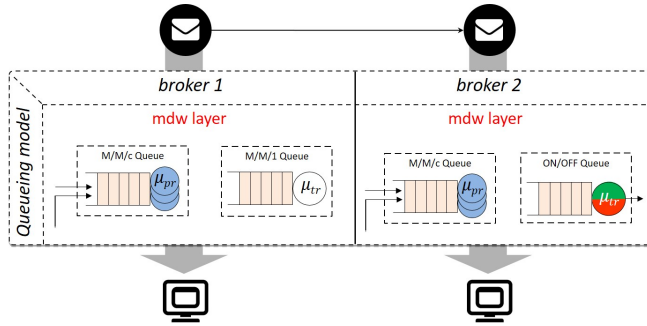 broker 1
broker 2
Queueing model
mdw layer
mdw layer
M/M/c Queue
M/M/1 Queue
M/M/c Queue
ON/OFF Queue
μpr
μtr
μpr
μtr